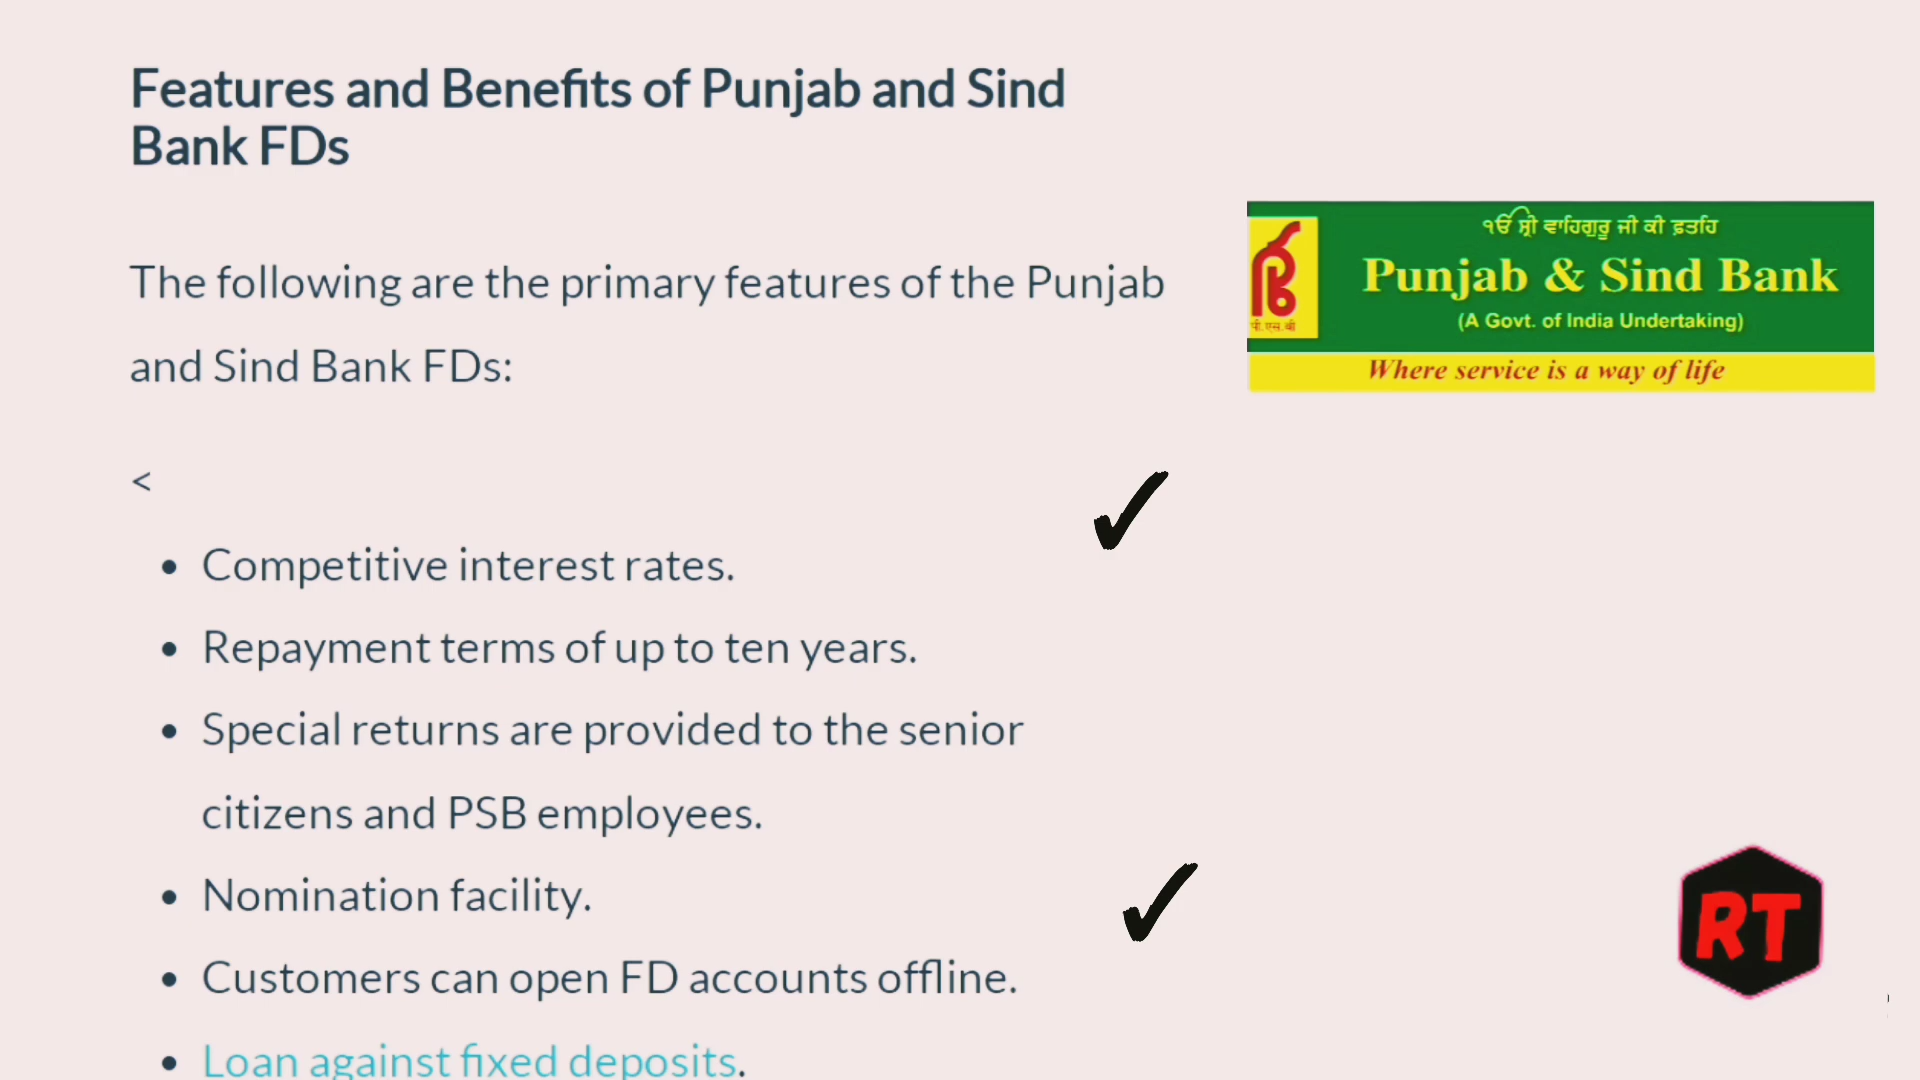 Features and Benefits of Punjab and Sind
Bank FDs
The following are the primary features of the Punjab
and Sind Bank FDs:
<
• Competitive interest rates.
• Repayment terms of up to ten years.
• Special returns are provided to the senior
citizens and PSB employees.
• Nomination facility.
• Customers can open FD accounts offline.
• Loan against fixed deposits.
ੴ ਸ੍ਰੀ ਵਾਹਿਗੁਰੂ ਜੀ ਕੀ ਫ਼ਤਹਿ
Punjab & Sind Bank
(A Govt. of India Undertaking)
Where service is a way of life
पी.एस.बी
RT